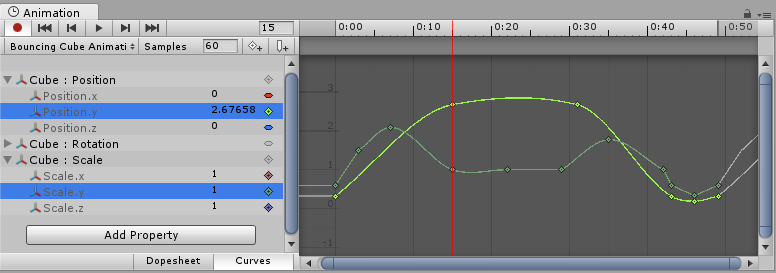 Animation
15
0:00 0:10 0:20 0:30 0:40 0:50
Bouncing Cube Animati Samples 60
Cube : Position
Position.x 0
Position.y 2.67658
Position.z 0
Cube : Rotation
Cube : Scale
Scale.x 1
Scale.y 1
Scale.z 1
Add Property
Dopesheet Curves
3
2
1
0
-1